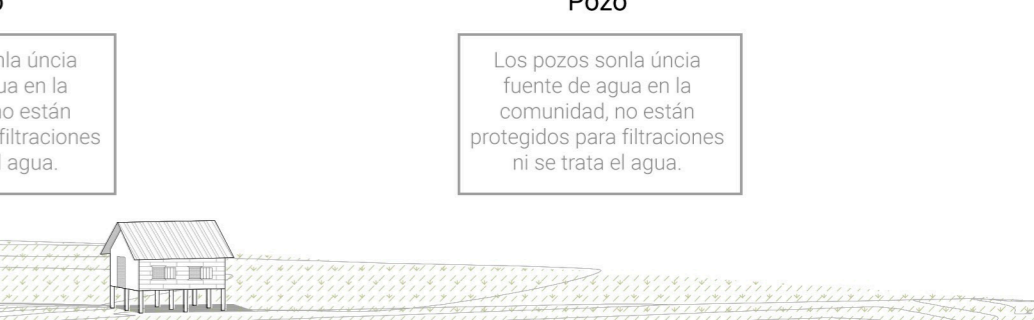 Pozo
nla úncia
ua en la
no están
filtraciones
l agua.
Los pozos sonla úncia
fuente de agua en la
comunidad, no están
protegidos para filtraciones
ni se trata el agua.